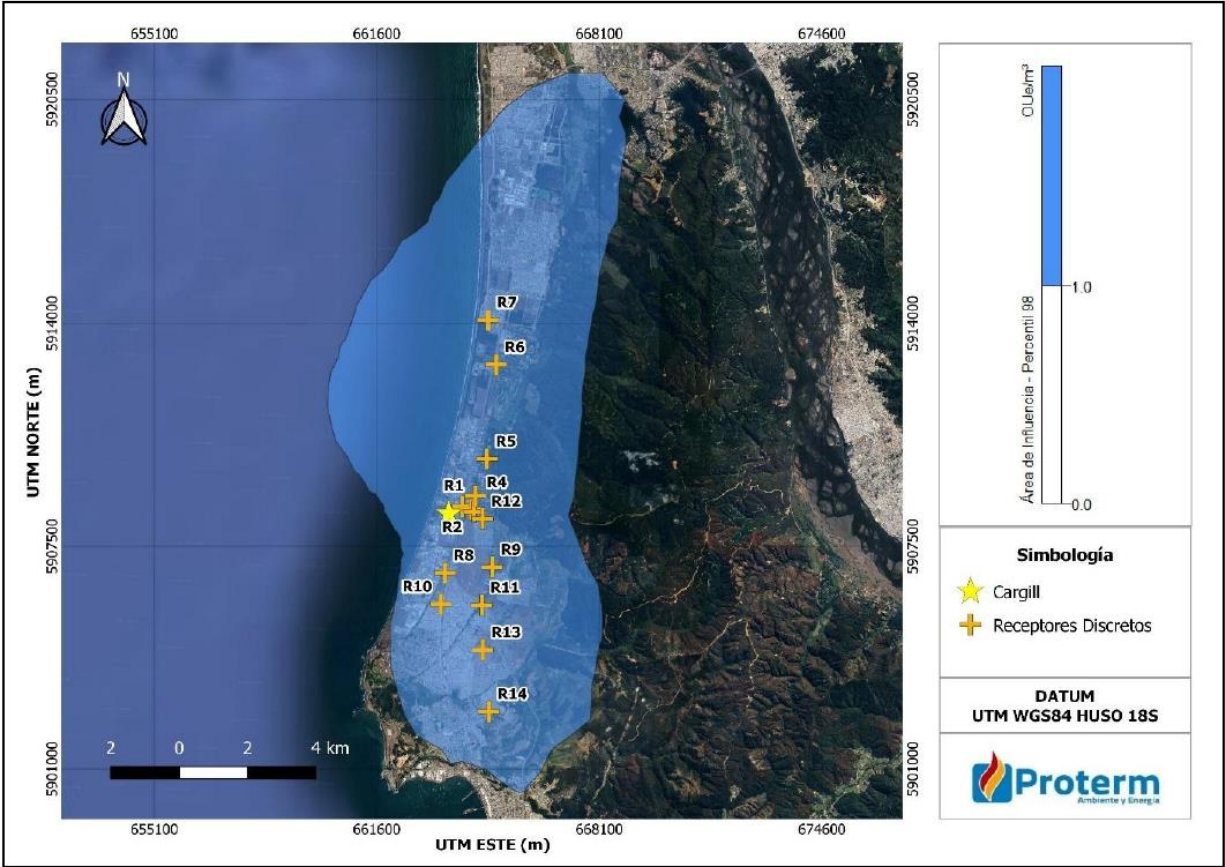 655100 661600 668100 674600
5920500 5920500
5914000 5914000
5907500 5907500
5901000 5901000
N
R7
R6
R5
R1 R4
R12
R2
R8 R9
R10 R11
R13
R14
2 0 2 4 km
655100 661600 668100 674600
UTM NORTE (m)
UTM ESTE (m)
OUe/m³
Área de Influencia - Percentil 98
1.0
0.0
Simbología
Cargill
Receptores Discretos
DATUM
UTM WGS84 HUSO 18S
Proterm
Ambiente y Energía